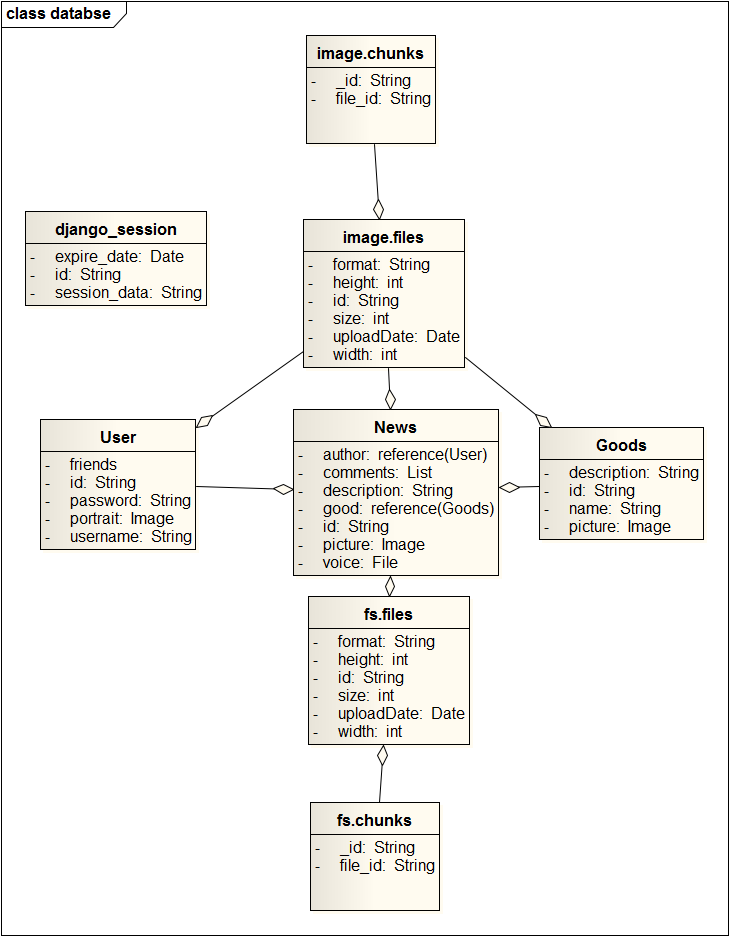 class databse
image.chunks
- _id: String
- file_id: String
django_session
- expire_date: Date
- id: String
- session_data: String
image.files
- format: String
- height: int
- id: String
- size: int
- uploadDate: Date
- width: int
User
- friends
- id: String
- password: String
- portrait: Image
- username: String
News
- author: reference(User)
- comments: List
- description: String
- good: reference(Goods)
- id: String
- picture: Image
- voice: File
Goods
- description: String
- id: String
- name: String
- picture: Image
fs.files
- format: String
- height: int
- id: String
- size: int
- uploadDate: Date
- width: int
fs.chunks
- _id: String
- file_id: String